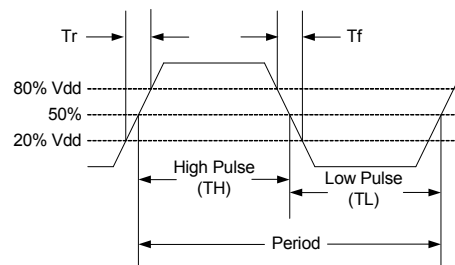 Tr
Tf
80% Vdd
50%
20% Vdd
High Pulse
(TH)
Low Pulse
(TL)
Period